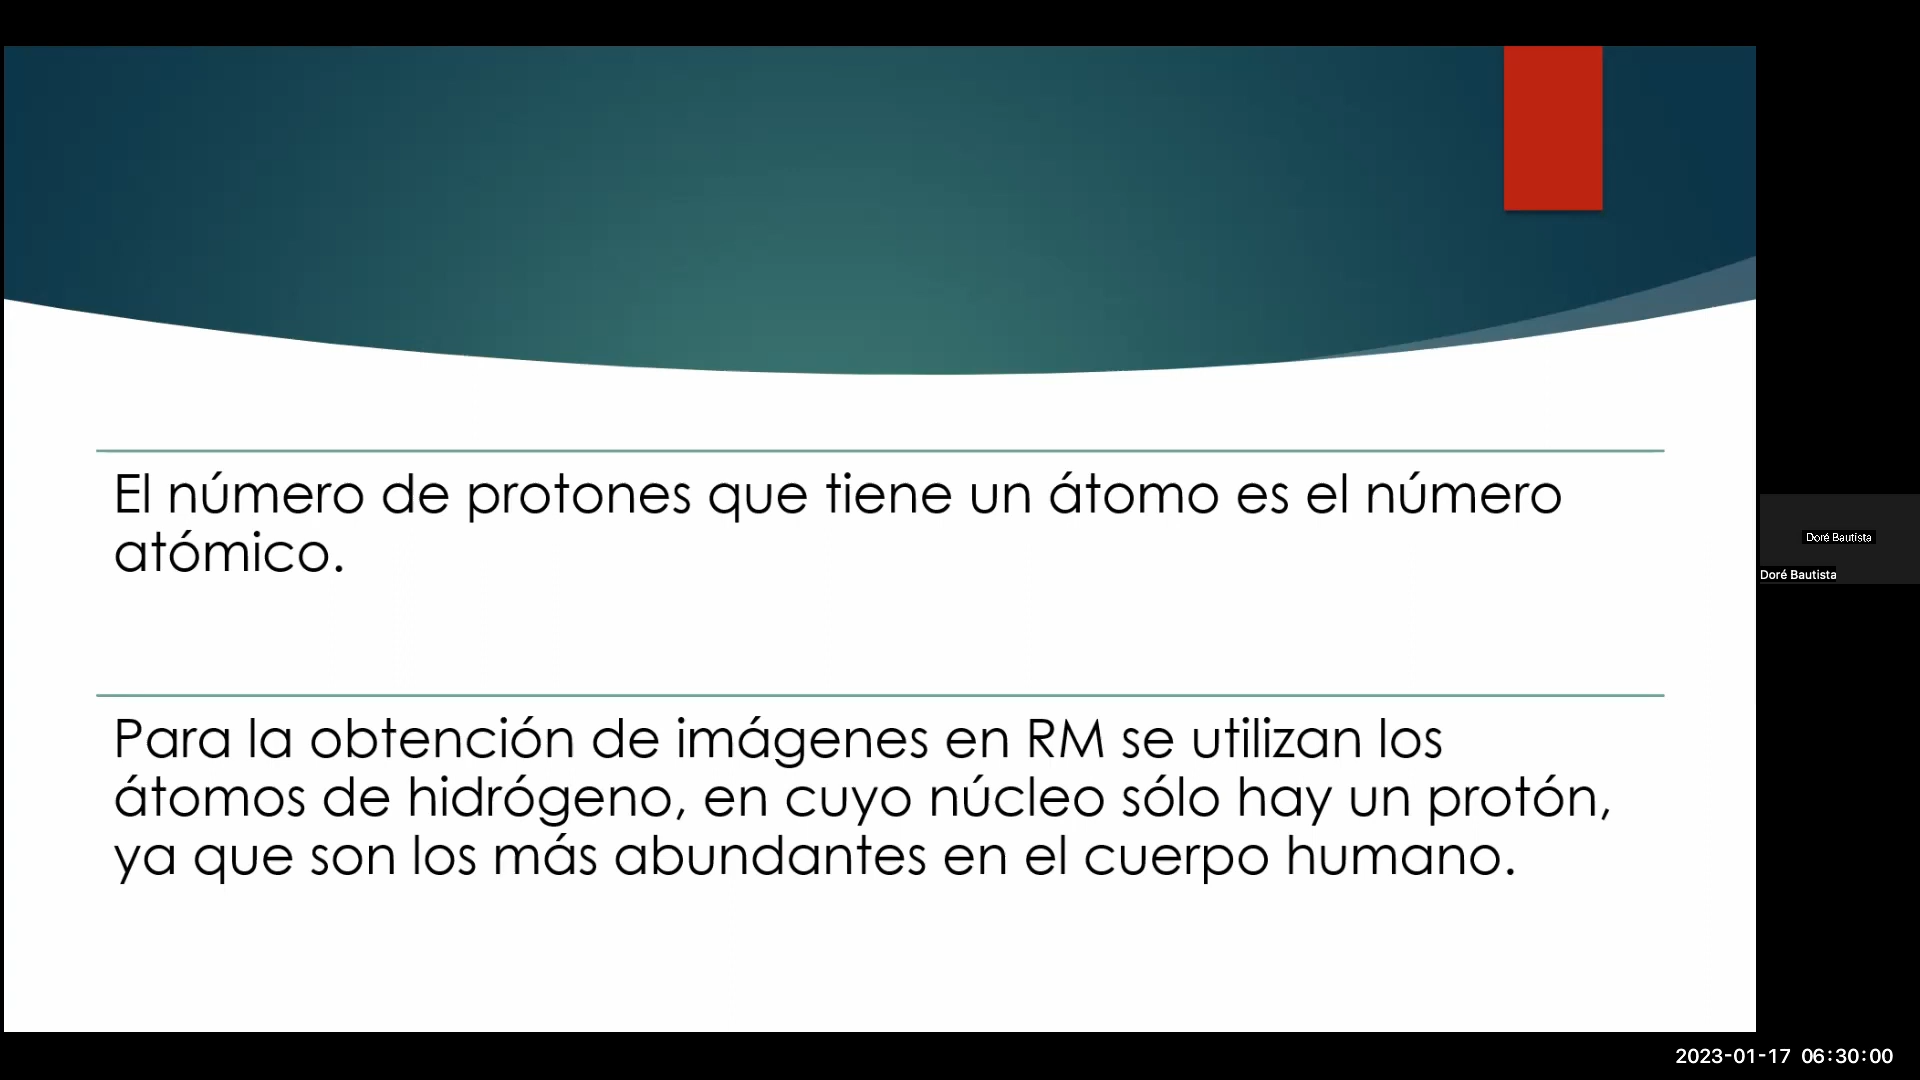 El número de protones que tiene un átomo es el número
atómico.
Para la obtención de imágenes en RM se utilizan los
átomos de hidrógeno, en cuyo núcleo sólo hay un protón,
ya que son los más abundantes en el cuerpo humano.
Doré Bautista
Doré Bautista
2023-01-17 06:30:00